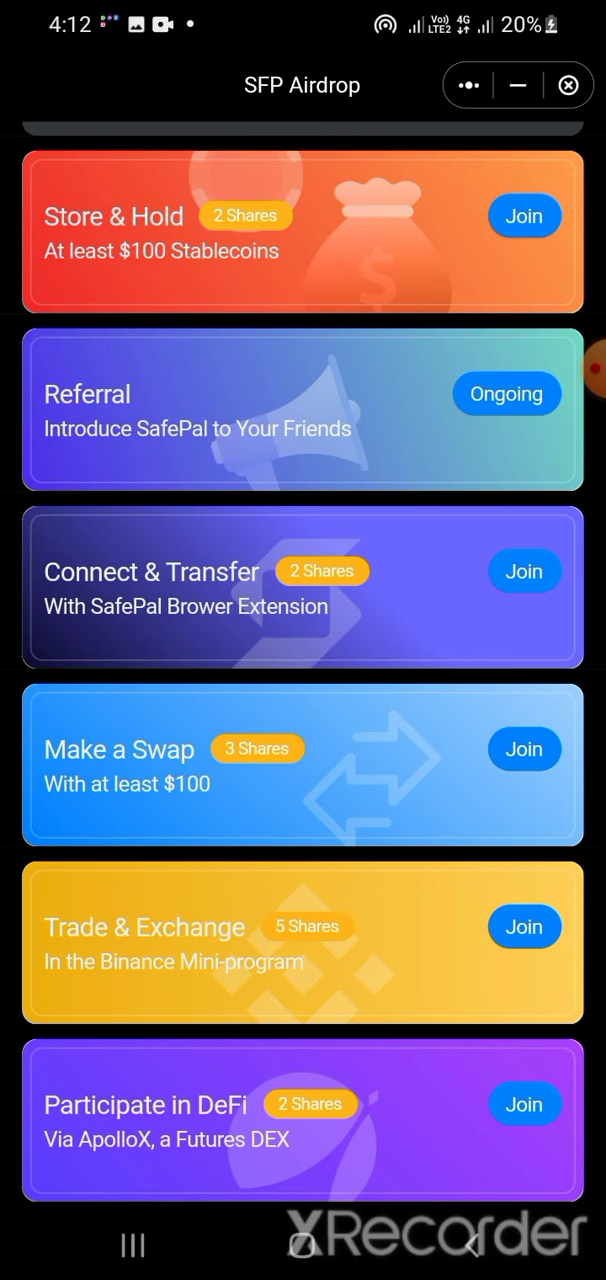 4:12
Vo)) 4G
LTE2
20%
SFP Airdrop
Store & Hold 2 Shares
Join
At least $100 Stablecoins
$
Referral
Ongoing
Introduce SafePal to Your Friends
Connect & Transfer 2 Shares
Join
With SafePal Brower Extension
Make a Swap 3 Shares
Join
With at least $100
Trade & Exchange 5 Shares
Join
In the Binance Mini-program
Participate in DeFi 2 Shares
Join
Via ApolloX, a Futures DEX
XRecorder